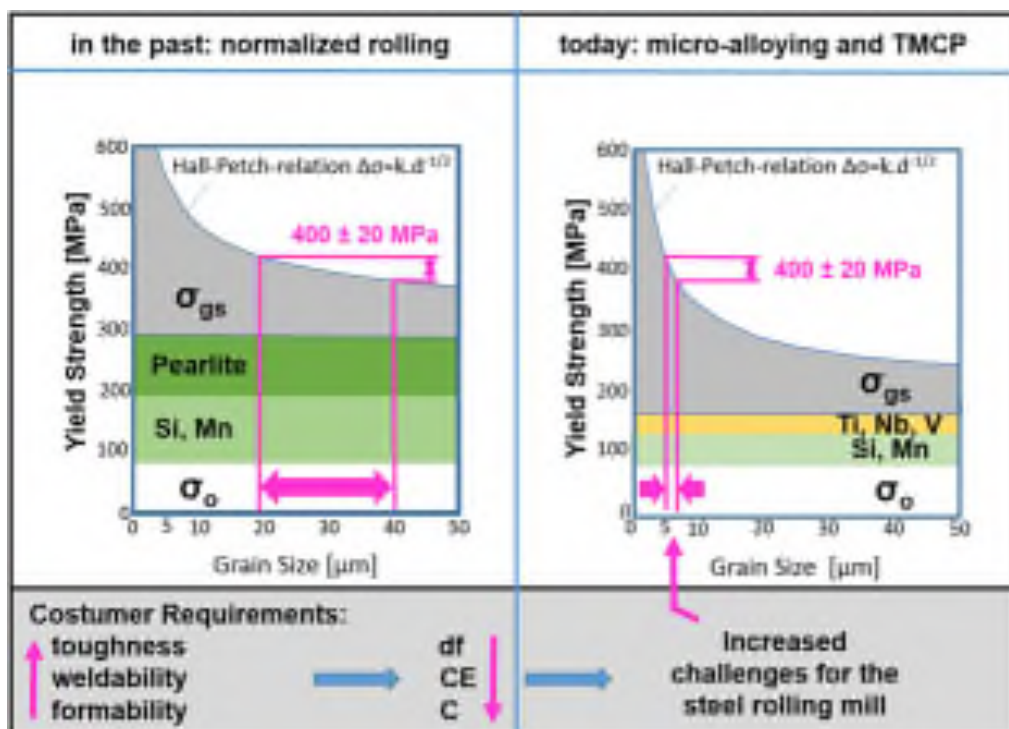 in the past: normalized rolling
today: micro-alloying and TMCP
600
500
400
300
200
100
0
Yield Strength [MPa]
Hall-Petch-relation Δσ=k.d⁻¹/²
400 ± 20 MPa
σgs
Pearlite
Si, Mn
σo
0 5 10 20 30 40 50
Grain Size [μm]
600
500
400
300
200
100
0
Yield Strength [MPa]
Hall-Petch-relation Δσ=k.d⁻¹/²
400 ± 20 MPa
σgs
Ti, Nb, V
Si, Mn
σo
0 5 10 20 30 40 50
Grain Size [μm]
Costumer Requirements:
toughness
weldability
formability
df
CE
C
Increased
challenges for the
steel rolling mill